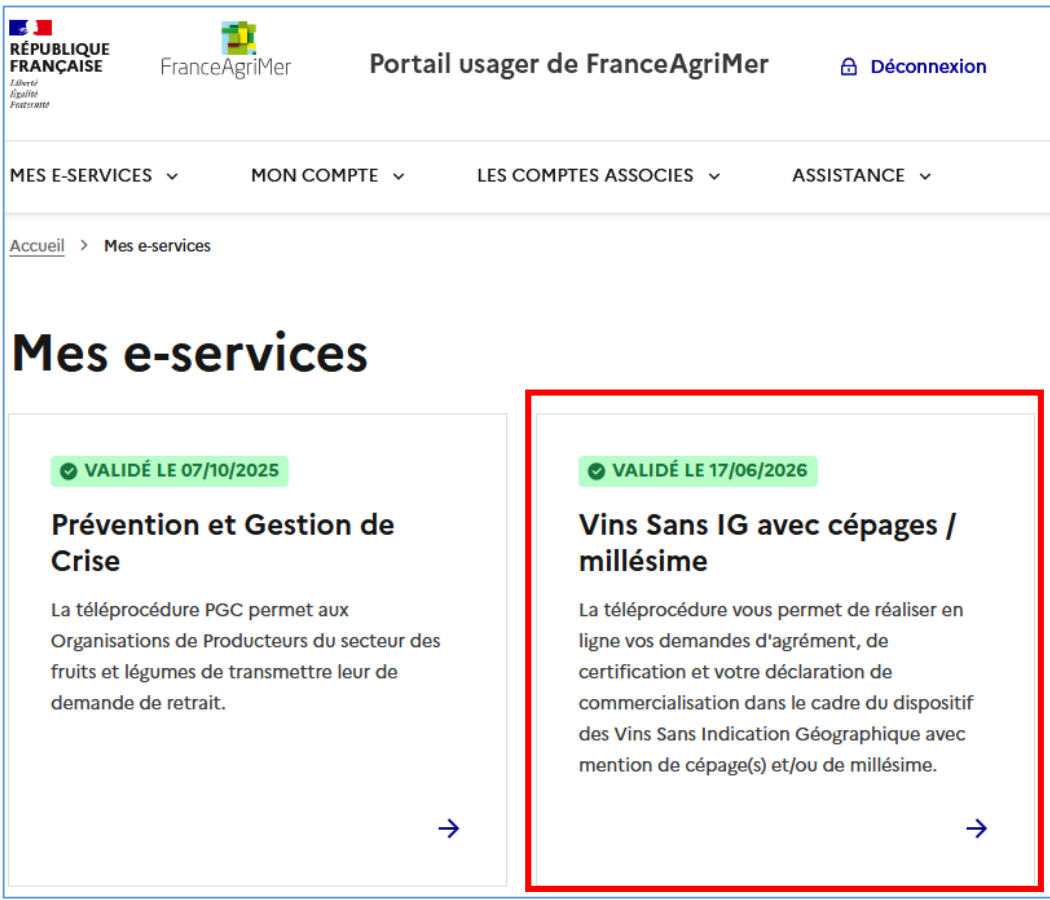 RÉPUBLIQUE
FRANÇAISE
Liberté
Égalité
Fraternité
FranceAgriMer
Portail usager de FranceAgriMer
Déconnexion
MES E-SERVICES
MON COMPTE
LES COMPTES ASSOCIES
ASSISTANCE
Accueil > Mes e-services
Mes e-services
VALIDÉ LE 07/10/2025
Prévention et Gestion de
Crise
La téléprocédure PGC permet aux
Organisations de Producteurs du secteur des
fruits et légumes de transmettre leur de
demande de retrait.
VALIDÉ LE 17/06/2026
Vins Sans IG avec cépages /
millésime
La téléprocédure vous permet de réaliser en
ligne vos demandes d'agrément, de
certification et votre déclaration de
commercialisation dans le cadre du dispositif
des Vins Sans Indication Géographique avec
mention de cépage(s) et/ou de millésime.